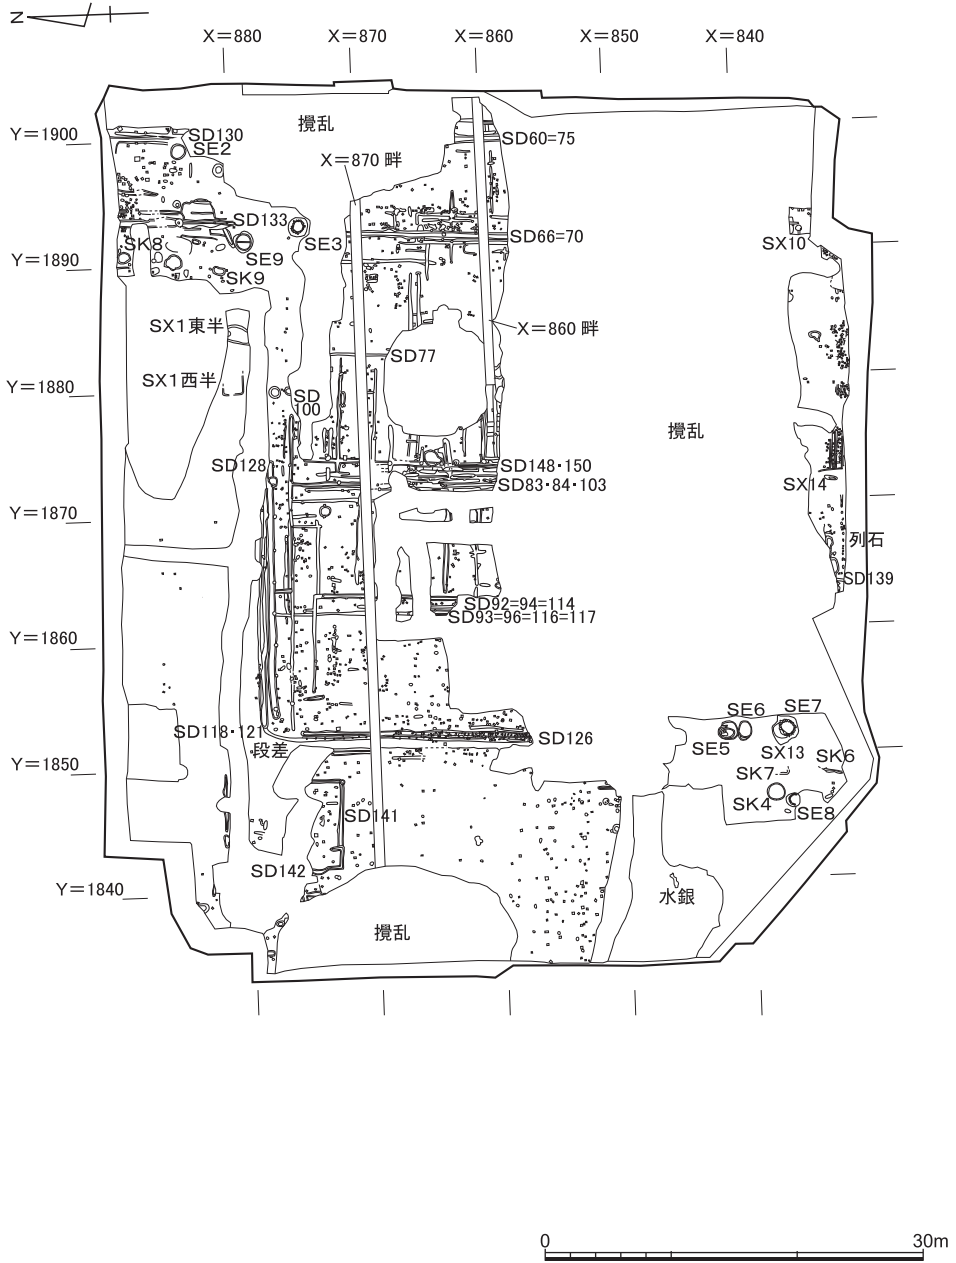 N
X=880 X=870 X=860 X=850 X=840
Y=1900
攪乱
SD130
SE2
SD60=75
X=870 畔
SD133
SE3
SD66=70
SX10
SK8
SE9
Y=1890
SK9
SX1東半
X=860 畔
SD77
SX1西半
Y=1880
SD
100
攪乱
SD128
SD148・150
SD83・84・103
SX14
Y=1870
列石
SD139
SD92=94=114
SD93=96=116=117
Y=1860
SE6 SE7
SD118・121
SD126
段差
SE5
SX13
SK6
Y=1850
SK7
SK4
SE8
SD141
SD142
Y=1840
水銀
攪乱
0 30m